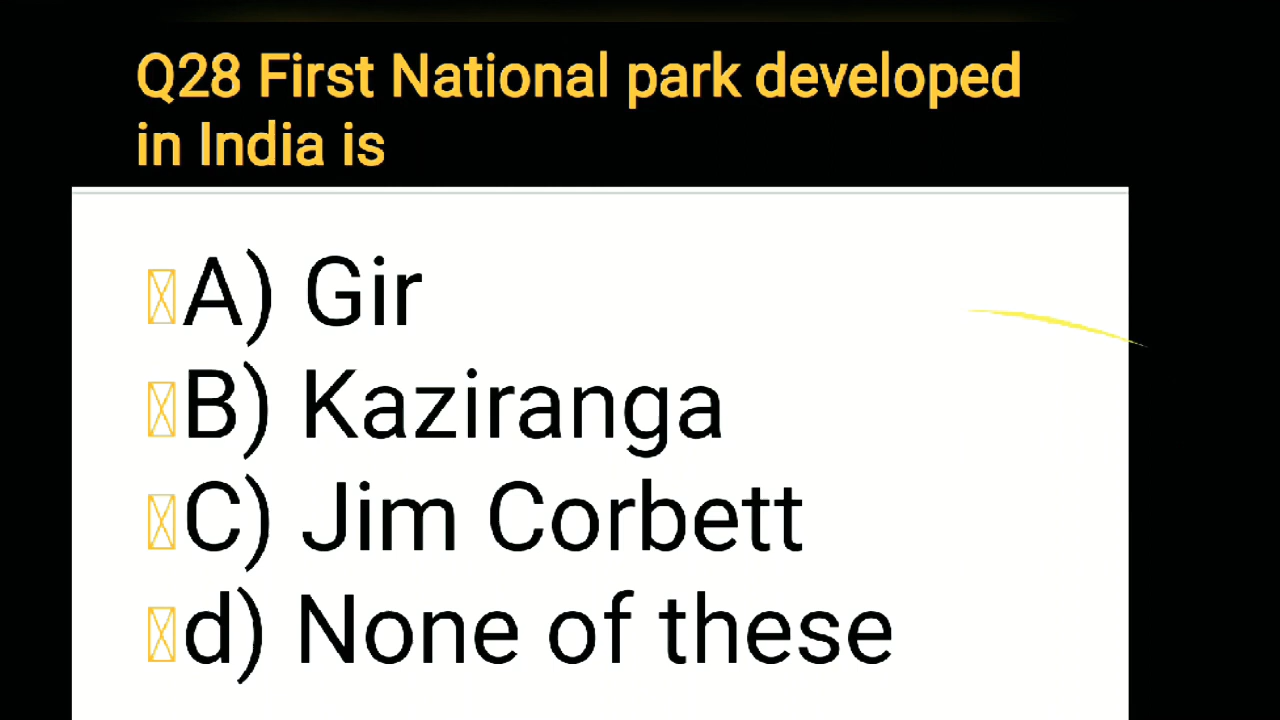 Q28 First National park developed
in India is
A) Gir
B) Kaziranga
C) Jim Corbett
d) None of these